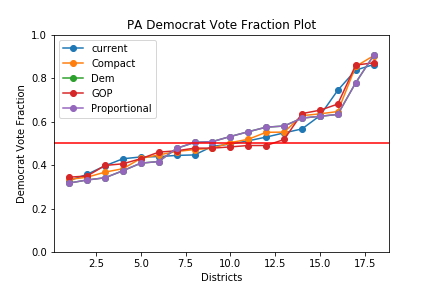 PA Democrat Vote Fraction Plot
1.0
0.8
0.6
0.4
0.2
0.0
Democrat Vote Fraction
current
Compact
Dem
GOP
Proportional
2.5 5.0 7.5 10.0 12.5 15.0 17.5
Districts